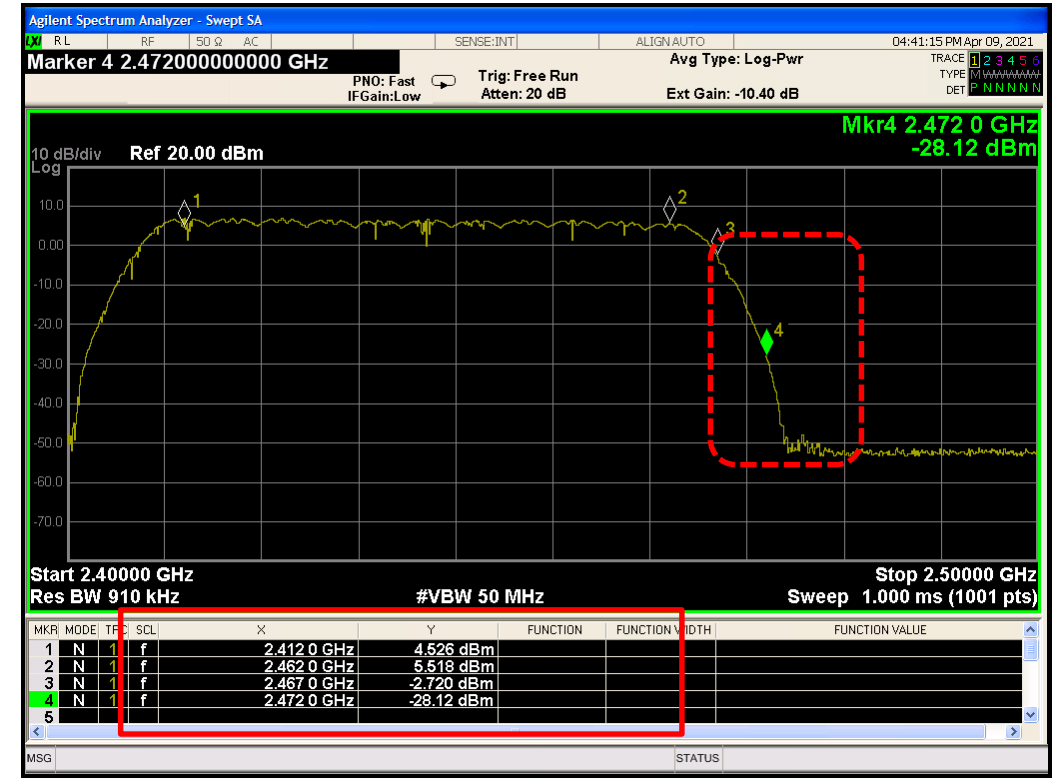 Agilent Spectrum Analyzer - Swept SA
LXI RL RF 50 Ω AC SENSE:INT ALIGNAUTO 04:41:15 PM Apr 09, 2021
Marker 4 2.472000000000 GHz
Avg Type: Log-Pwr
TRACE 1 2 3 4 5 6
PNO: Fast Trig: Free Run
TYPE MWWWWW
IFGain:Low Atten: 20 dB Ext Gain: -10.40 dB
DET P N N N N N
Mkr4 2.472 0 GHz
10 dB/div Ref 20.00 dBm -28.12 dBm
Log
10.0
0.00
-10.0
-20.0
-30.0
-40.0
-50.0
-60.0
-70.0
1
2
3
4
Start 2.40000 GHz Stop 2.50000 GHz
Res BW 910 kHz #VBW 50 MHz Sweep 1.000 ms (1001 pts)
MKR MODE TRC SCL X Y FUNCTION FUNCTION WIDTH FUNCTION VALUE
1 N 1 f 2.412 0 GHz 4.526 dBm
2 N 1 f 2.462 0 GHz 5.518 dBm
3 N 1 f 2.467 0 GHz -2.720 dBm
4 N 1 f 2.472 0 GHz -28.12 dBm
5
MSG STATUS